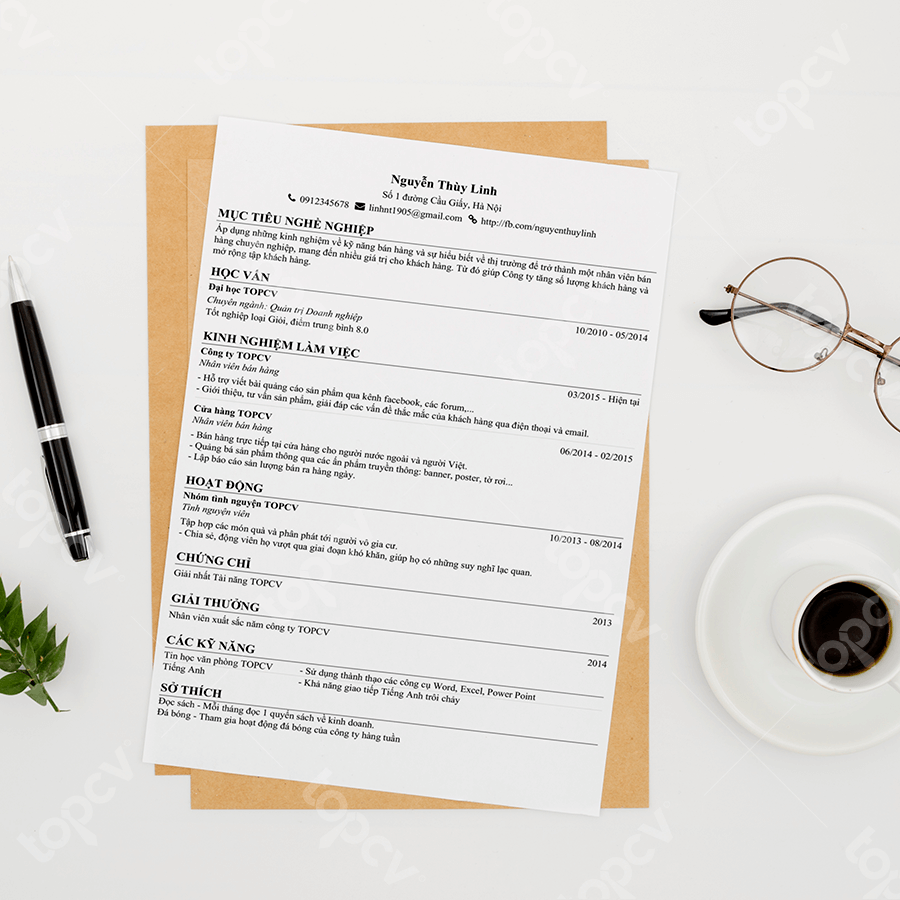 Nguyễn Thùy Linh
Số 1 đường Cầu Giấy, Hà Nội
0912345678 linhnt1905@gmail.com http://fb.com/nguyenthuylinh
MỤC TIÊU NGHỀ NGHIỆP
Áp dụng những kinh nghiệm về kỹ năng bán hàng và sự hiểu biết về thị trường để trở thành một nhân viên bán
hàng chuyên nghiệp, mang đến nhiều giá trị cho khách hàng. Từ đó giúp Công ty tăng số lượng khách hàng và
mở rộng tập khách hàng.
HỌC VẤN
Đại học TOPCV 10/2010 - 05/2014
Chuyên ngành: Quản trị Doanh nghiệp
Tốt nghiệp loại Giỏi, điểm trung bình 8.0
KINH NGHIỆM LÀM VIỆC
Công ty TOPCV 03/2015 - Hiện tại
Nhân viên bán hàng
- Hỗ trợ viết bài quảng cáo sản phẩm qua kênh facebook, các forum,...
- Giới thiệu, tư vấn sản phẩm, giải đáp các vấn đề thắc mắc của khách hàng qua điện thoại và email.
Cửa hàng TOPCV 06/2014 - 02/2015
Nhân viên bán hàng
- Bán hàng trực tiếp tại cửa hàng cho người nước ngoài và người Việt.
- Quảng bá sản phẩm thông qua các ấn phẩm truyền thông: banner, poster, tờ rơi...
- Lập báo cáo sản lượng bán ra hàng ngày.
HOẠT ĐỘNG
Nhóm tình nguyện TOPCV 10/2013 - 08/2014
Tình nguyện viên
Tập hợp các món quà và phân phát tới người vô gia cư.
- Chia sẻ, động viên họ vượt qua giai đoạn khó khăn, giúp họ có những suy nghĩ lạc quan.
CHỨNG CHỈ
Giải nhất Tài năng TOPCV 2013
GIẢI THƯỞNG
Nhân viên xuất sắc năm công ty TOPCV 2014
CÁC KỸ NĂNG
Tin học văn phòng TOPCV - Sử dụng thành thạo các công cụ Word, Excel, Power Point
Tiếng Anh - Khả năng giao tiếp Tiếng Anh trôi chảy
SỞ THÍCH
Đọc sách - Mỗi tháng đọc 1 quyển sách về kinh doanh.
Đá bóng - Tham gia hoạt động đá bóng của công ty hàng tuần
topcv